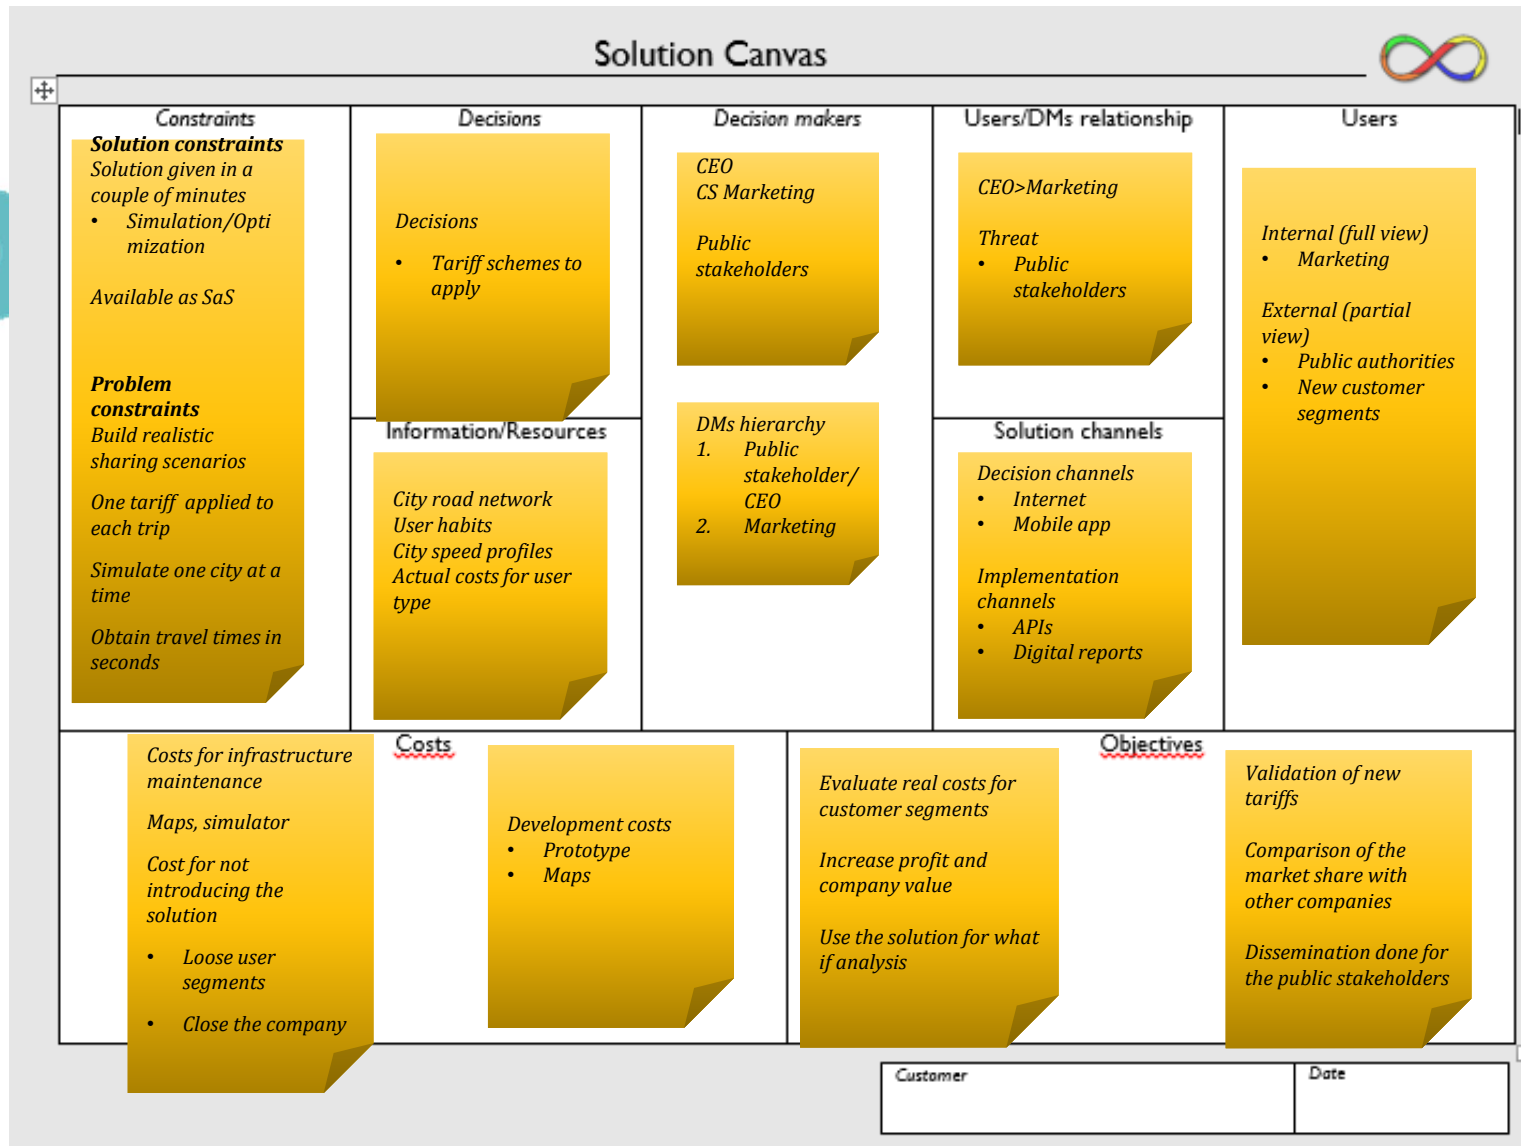 Solution Canvas
Constraints
Solution constraints
Solution given in a
couple of minutes
• Simulation/Opti
mization
Available as SaS
Problem
constraints
Build realistic
sharing scenarios
One tariff applied to
each trip
Simulate one city at a
time
Obtain travel times in
seconds
Decisions
Decisions
• Tariff schemes to
apply
Information/Resources
City road network
User habits
City speed profiles
Actual costs for user
type
Decision makers
CEO
CS Marketing
Public
stakeholders
DMs hierarchy
1. Public
stakeholder/
CEO
2. Marketing
Users/DMs relationship
CEO>Marketing
Threat
• Public
stakeholders
Solution channels
Decision channels
• Internet
• Mobile app
Implementation
channels
• APIs
• Digital reports
Users
Internal (full view)
• Marketing
External (partial
view)
• Public authorities
• New customer
segments
Costs
Costs for infrastructure
maintenance
Maps, simulator
Cost for not
introducing the
solution
• Loose user
segments
• Close the company
Development costs
• Prototype
• Maps
Objectives
Evaluate real costs for
customer segments
Increase profit and
company value
Use the solution for what
if analysis
Validation of new
tariffs
Comparison of the
market share with
other companies
Dissemination done for
the public stakeholders
Customer
Date